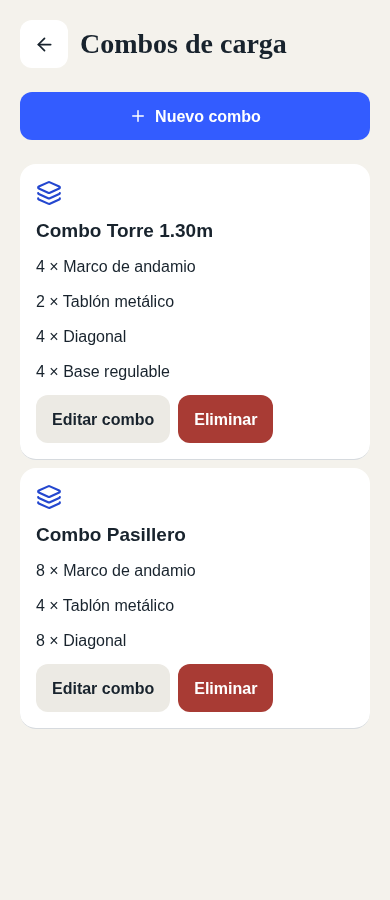 Combos de carga
Nuevo combo
Combo Torre 1.30m
4 × Marco de andamio
2 × Tablón metálico
4 × Diagonal
4 × Base regulable
Editar combo
Eliminar
Combo Pasillero
8 × Marco de andamio
4 × Tablón metálico
8 × Diagonal
Editar combo
Eliminar